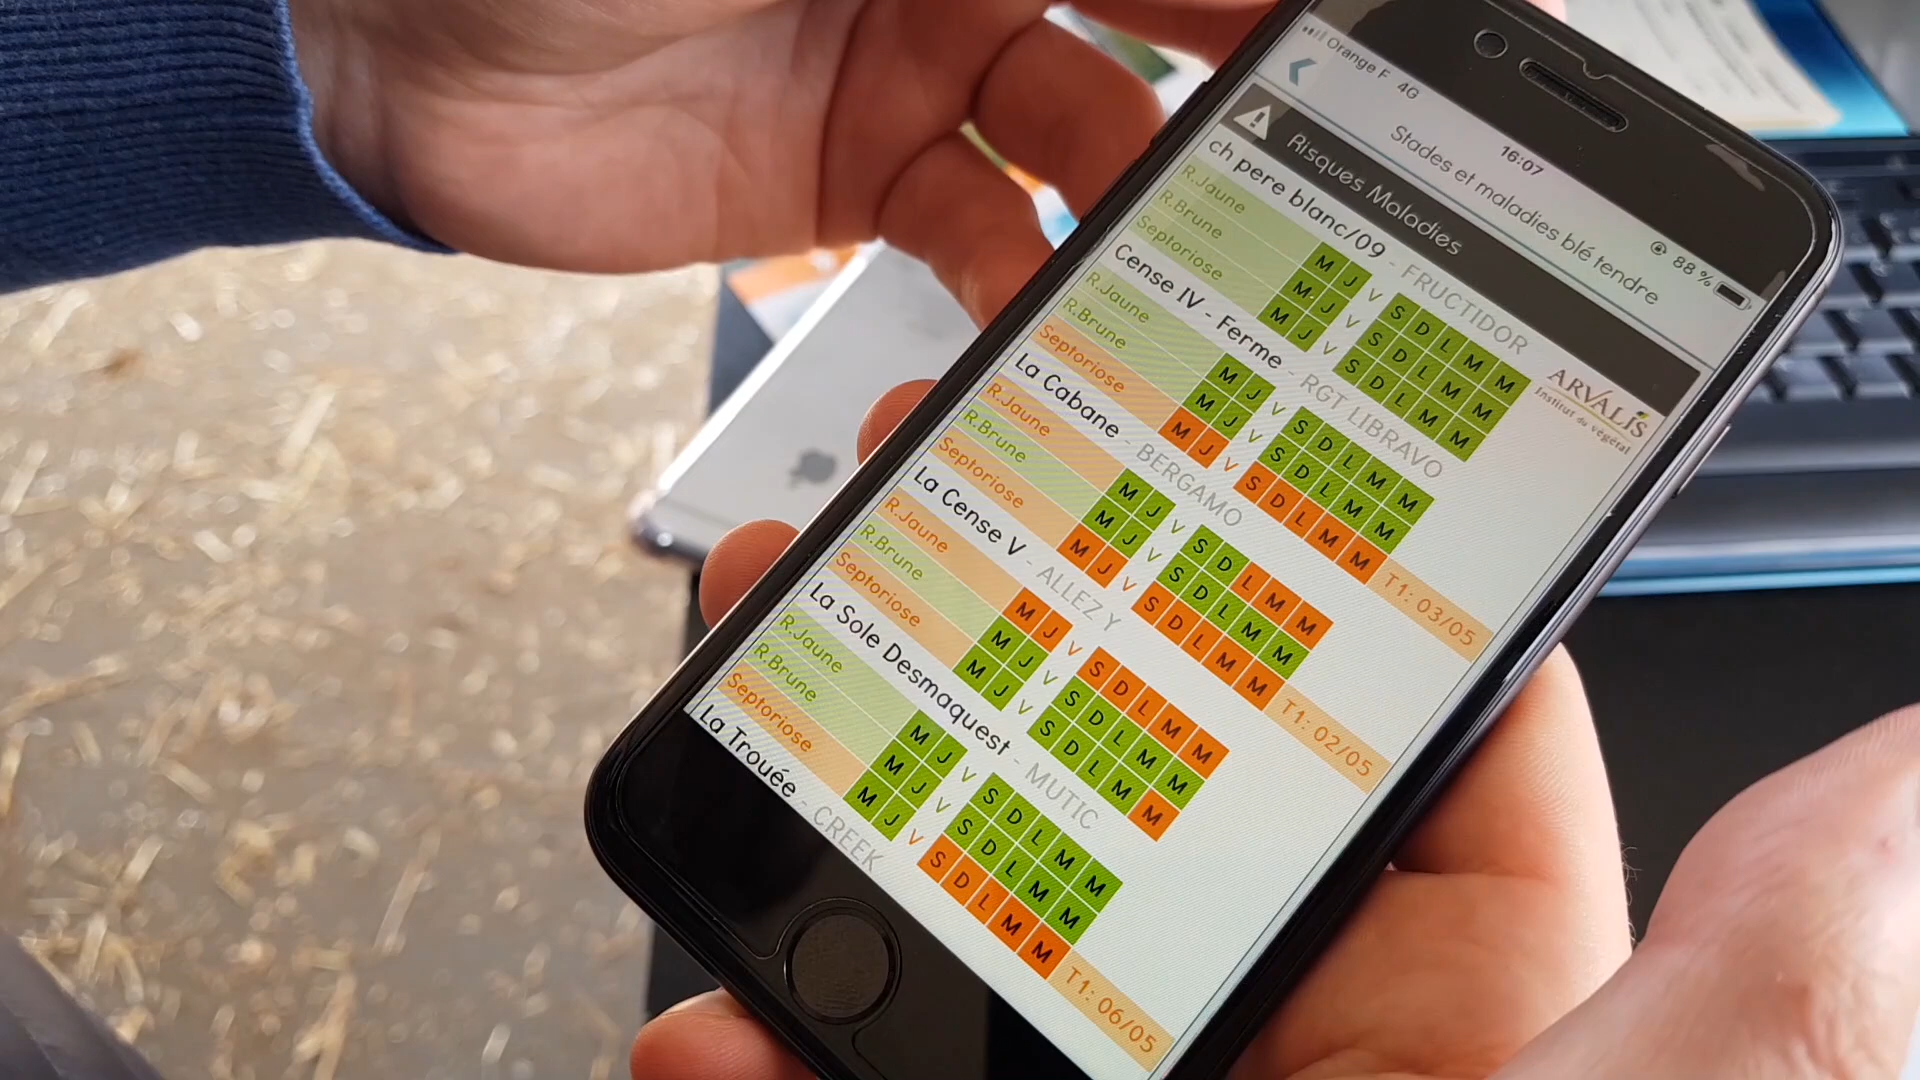 Orange F 4G 16:07 88 %
Stades et maladies blé tendre
Risques Maladies
ARVALIS
Institut du végétal
ch pere blanc/09 - FRUCTIDOR
R.Jaune M J V S D L M M
R.Brune M J V S D L M M
Septoriose M J V S D L M M
Cense IV - Ferme - RGT LIBRAVO
R.Jaune M J V S D L M M
R.Brune M J V S D L M M
Septoriose M J V S D L M M T1: 03/05
La Cabane - BERGAMO
R.Jaune M J V S D L M M
R.Brune M J V S D L M M
Septoriose M J V S D L M M T1: 02/05
La Cense V - ALLEZ Y
R.Jaune M J V S D L M M
R.Brune M J V S D L M M
Septoriose M J V S D L M M
La Sole Desmaquest - MUTIC
R.Jaune M J V S D L M M
R.Brune M J V S D L M M
Septoriose M J V S D L M M T1: 06/05
La Trouée - CREEK